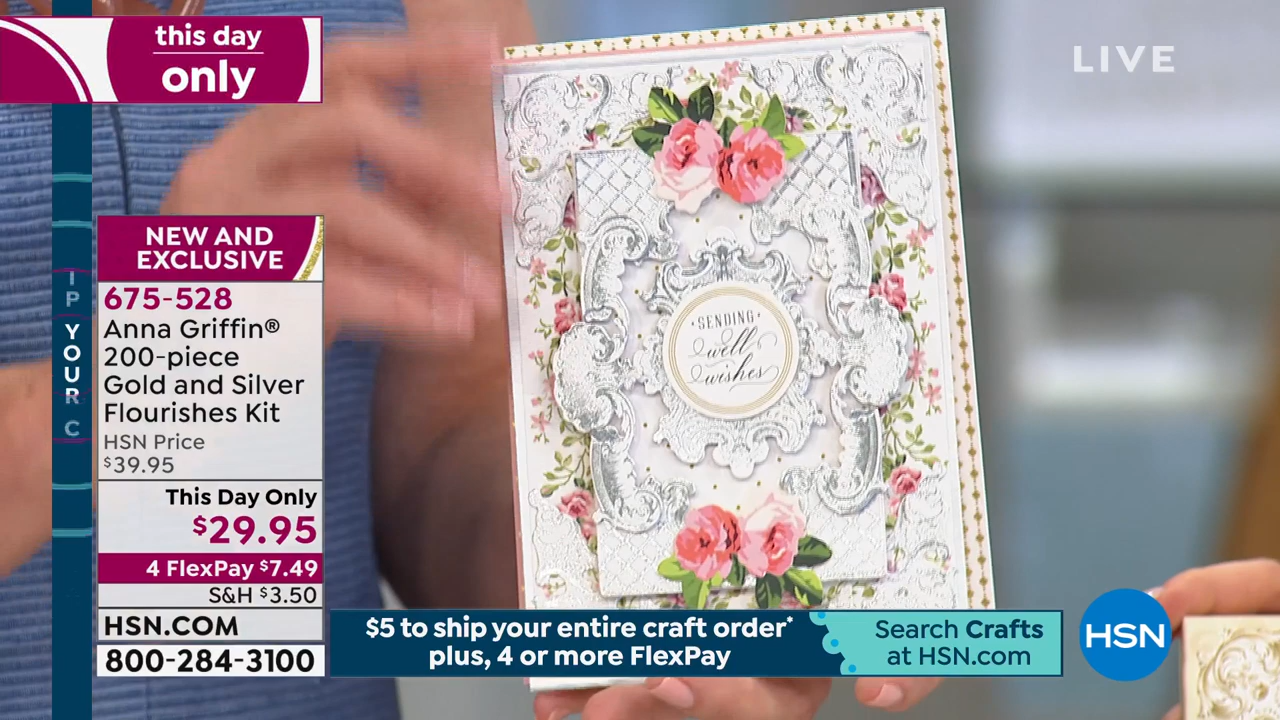 this day
only
LIVE
NEW AND
EXCLUSIVE
675-528
Anna Griffin®
200-piece
Gold and Silver
Flourishes Kit
HSN Price
$39.95
This Day Only
$29.95
4 FlexPay $7.49
S&H $3.50
HSN.COM
800-284-3100
I
P
Y
O
U
R
C
•SENDING•
well
wishes
$5 to ship your entire craft order*
plus, 4 or more FlexPay
Search Crafts
at HSN.com
HSN